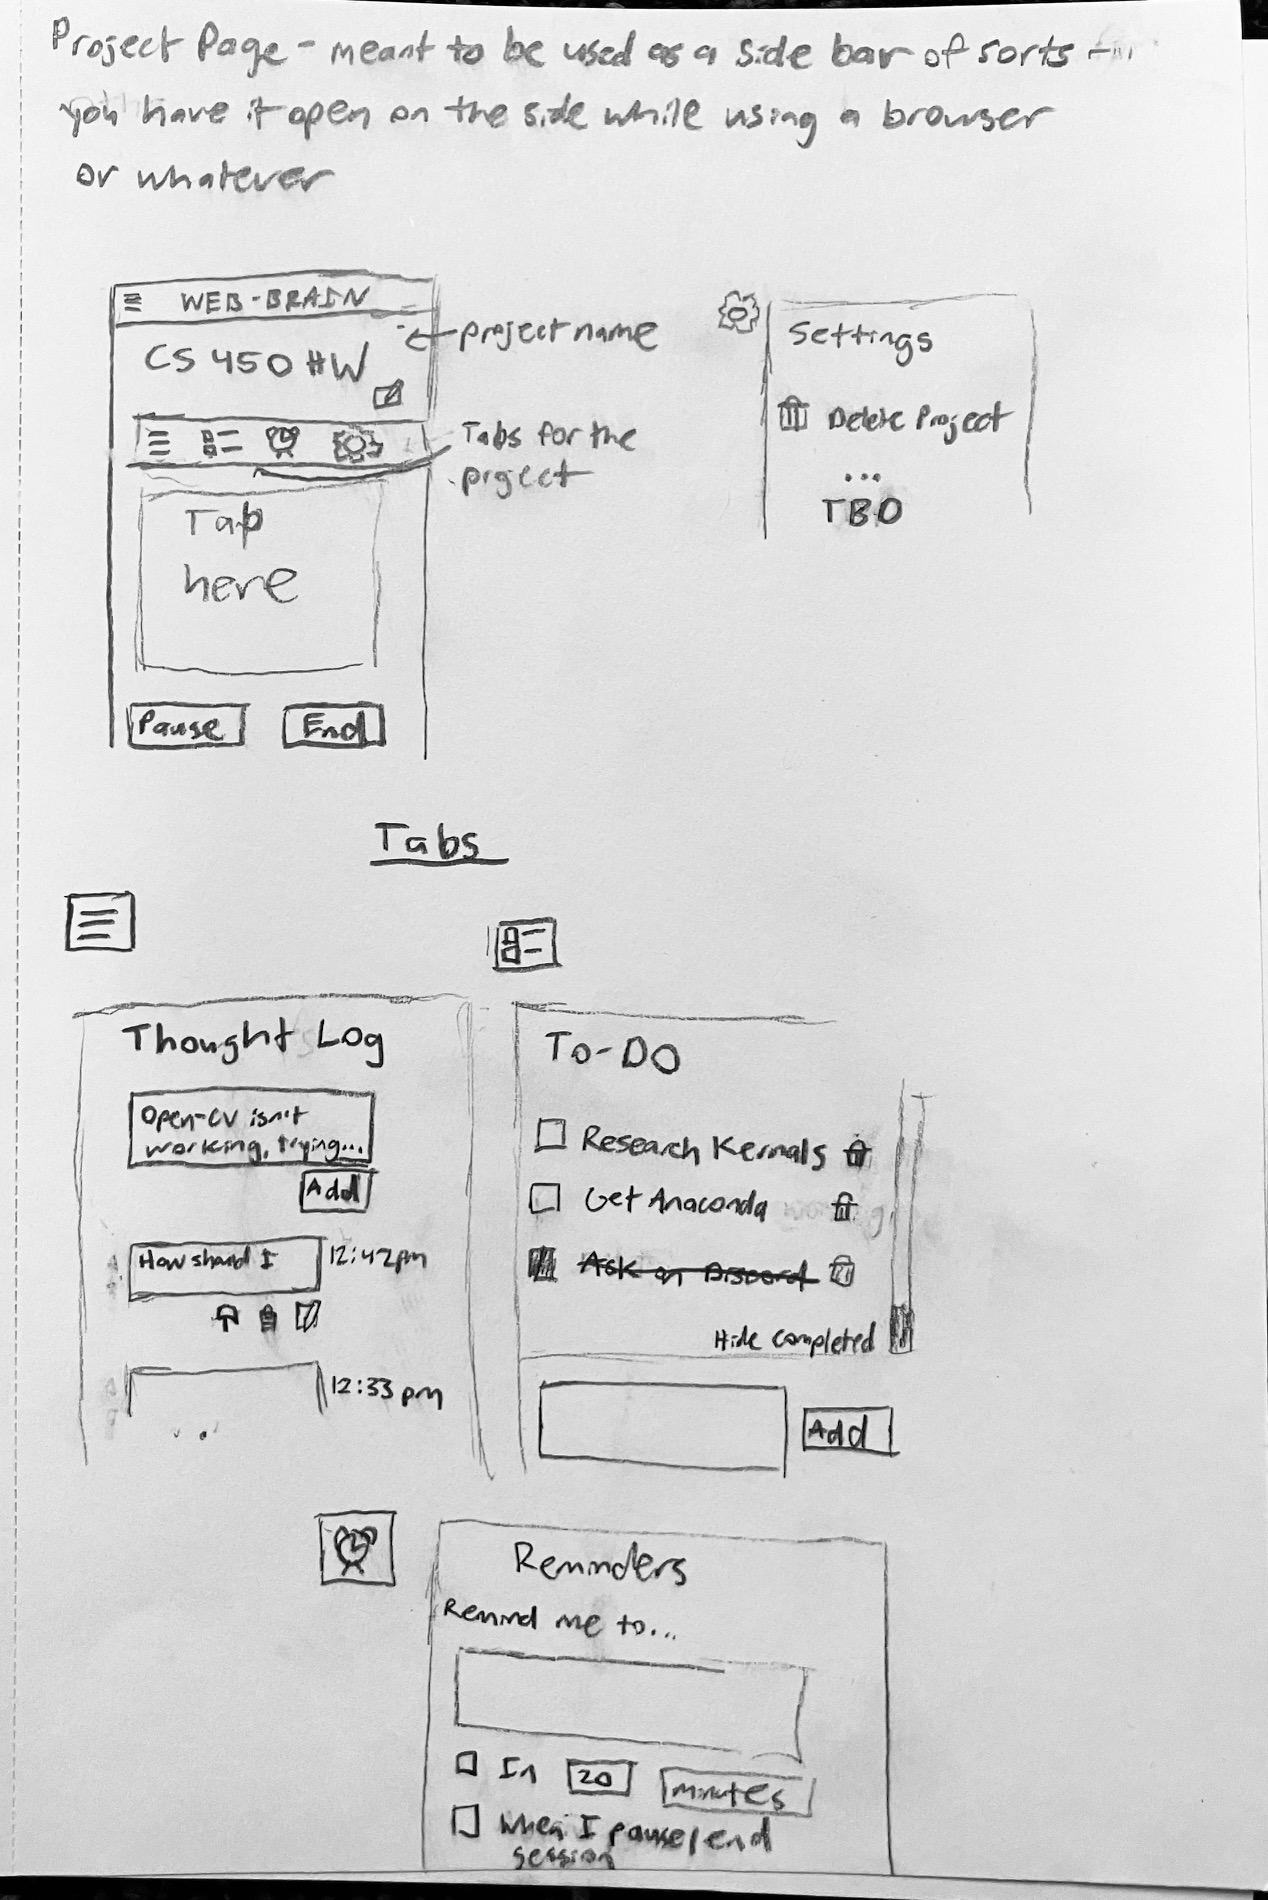 Project Page - meant to be used as a side bar of sorts -
you have it open on the side while using a browser
or whatever
WEB-BRAIN
CS 450 HW
project name
Tabs for the
project
Tab
here
Pause
End
Settings
Delete Project
...
TBD
Tabs
Thought Log
Open-CV isn't
working, trying...
Add
How should I
12:42pm
12:33 pm
To-DO
Research Kernals
Get Anaconda
Ask on Discord
Hide completed
Add
Reminders
Remind me to...
In 20 minutes
When I pause/end
session